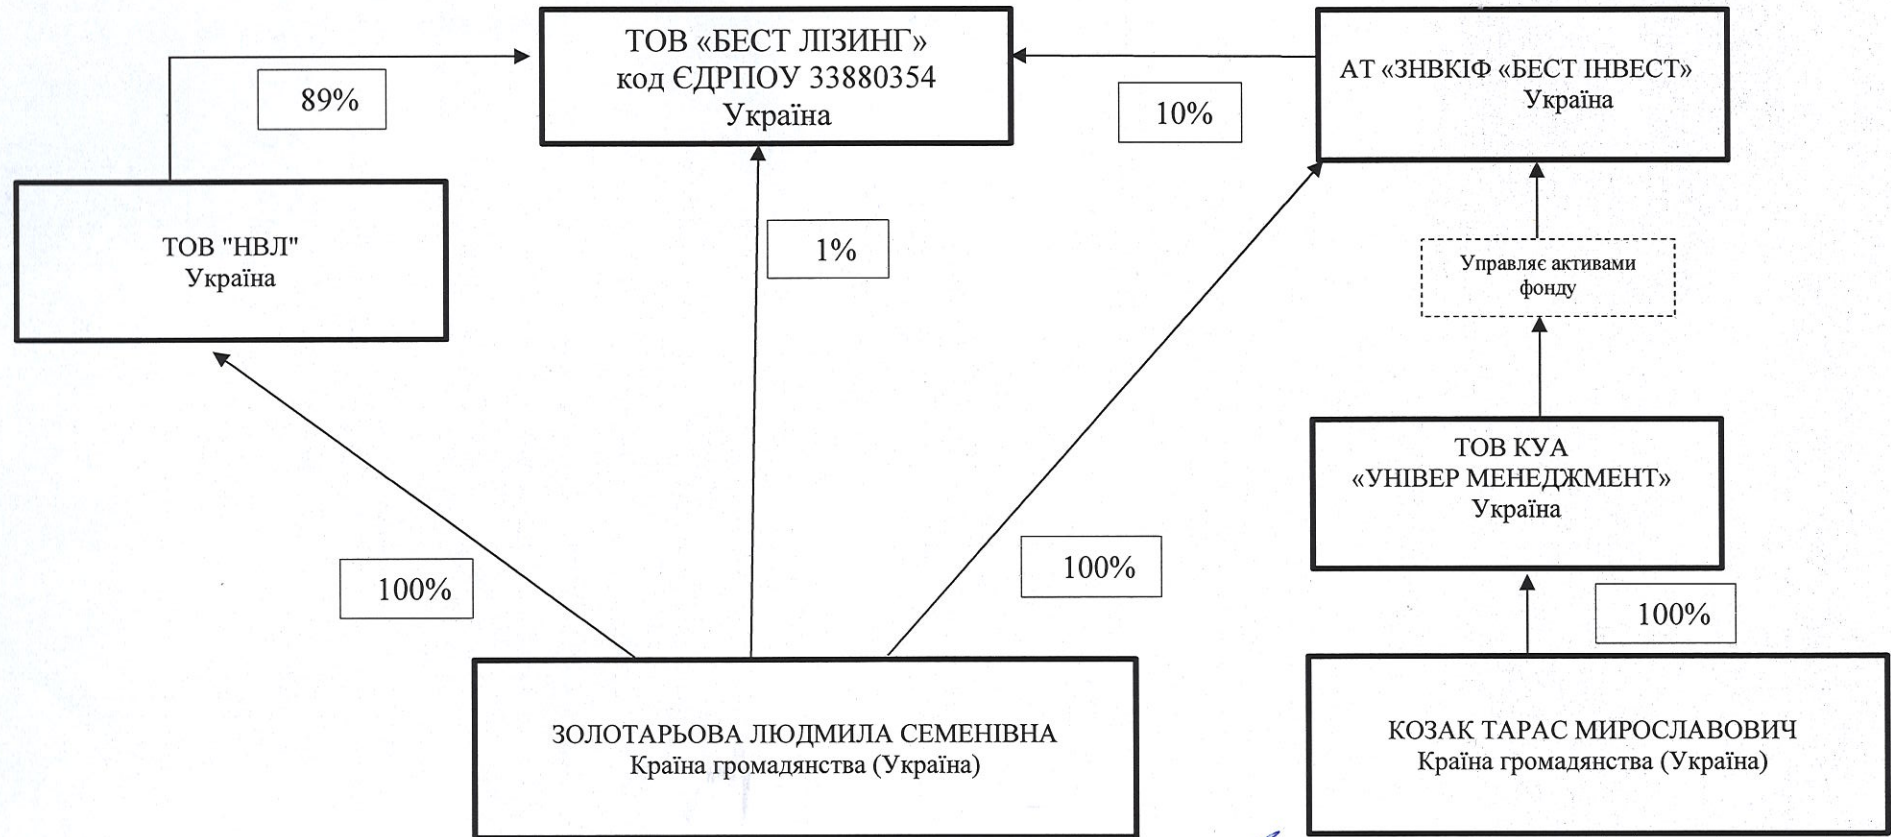 ТОВ «БЕСТ ЛІЗИНГ»
код ЄДРПОУ 33880354
Україна
АТ «ЗНВКІФ «БЕСТ ІНВЕСТ»
Україна
89%
10%
ТОВ "НВЛ"
Україна
1%
Управляє активами
фонду
ТОВ КУА
«УНІВЕР МЕНЕДЖМЕНТ»
Україна
100%
100%
100%
ЗОЛОТАРЬОВА ЛЮДМИЛА СЕМЕНІВНА
Країна громадянства (Україна)
КОЗАК ТАРАС МИРОСЛАВОВИЧ
Країна громадянства (Україна)